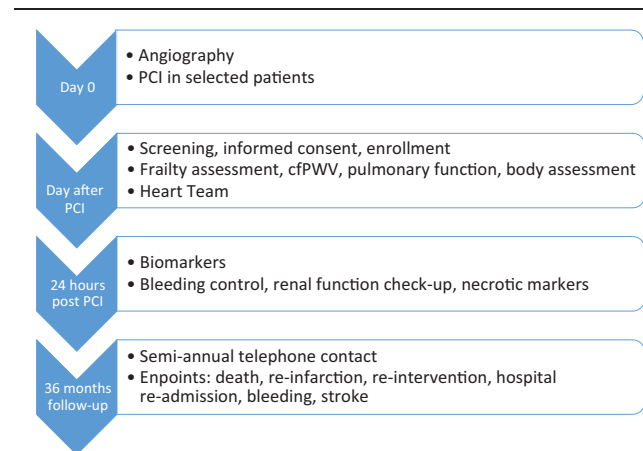 Day 0
• Angiography
• PCI in selected patients
Day after
PCI
• Screening, informed consent, enrollment
• Frailty assessment, cfPWV, pulmonary function, body assessment
• Heart Team
24 hours
post PCI
• Biomarkers
• Bleeding control, renal function check-up, necrotic markers
36 months
follow-up
• Semi-annual telephone contact
• Enpoints: death, re-infarction, re-intervention, hospital
re-admission, bleeding, stroke